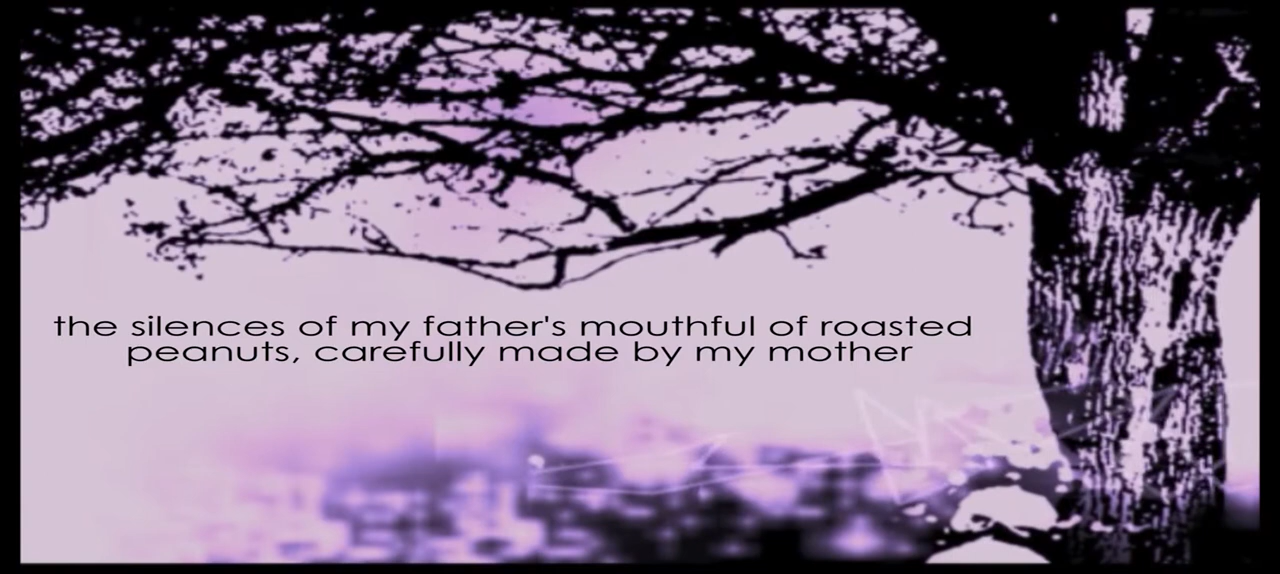 the silences of my father's mouthful of roasted
peanuts, carefully made by my mother